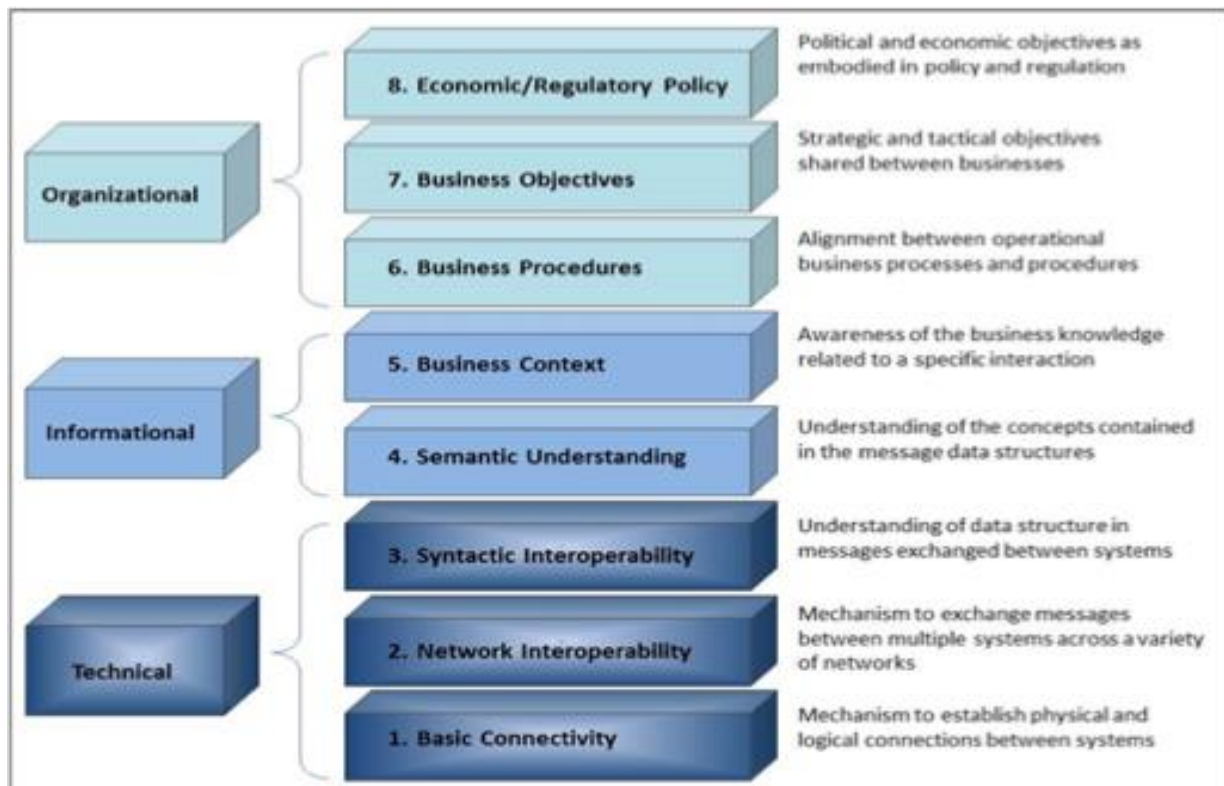 Organizational
8. Economic/Regulatory Policy
Political and economic objectives as
embodied in policy and regulation
7. Business Objectives
Strategic and tactical objectives
shared between businesses
6. Business Procedures
Alignment between operational
business processes and procedures
Informational
5. Business Context
Awareness of the business knowledge
related to a specific interaction
4. Semantic Understanding
Understanding of the concepts contained
in the message data structures
Technical
3. Syntactic Interoperability
Understanding of data structure in
messages exchanged between systems
2. Network Interoperability
Mechanism to exchange messages
between multiple systems across a variety
of networks
1. Basic Connectivity
Mechanism to establish physical and
logical connections between systems